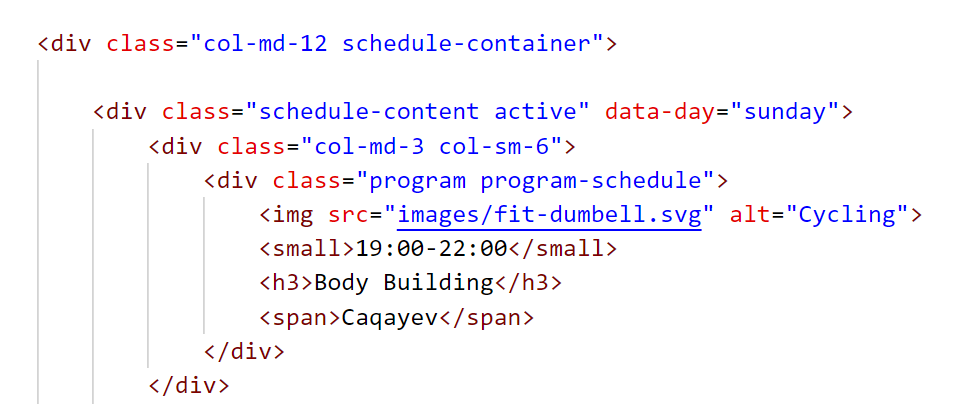 <div class="col-md-12 schedule-container">
<div class="schedule-content active" data-day="sunday">
<div class="col-md-3 col-sm-6">
<div class="program program-schedule">
<img src="images/fit-dumbell.svg" alt="Cycling">
<small>19:00-22:00</small>
<h3>Body Building</h3>
<span>Caqayev</span>
</div>
</div>